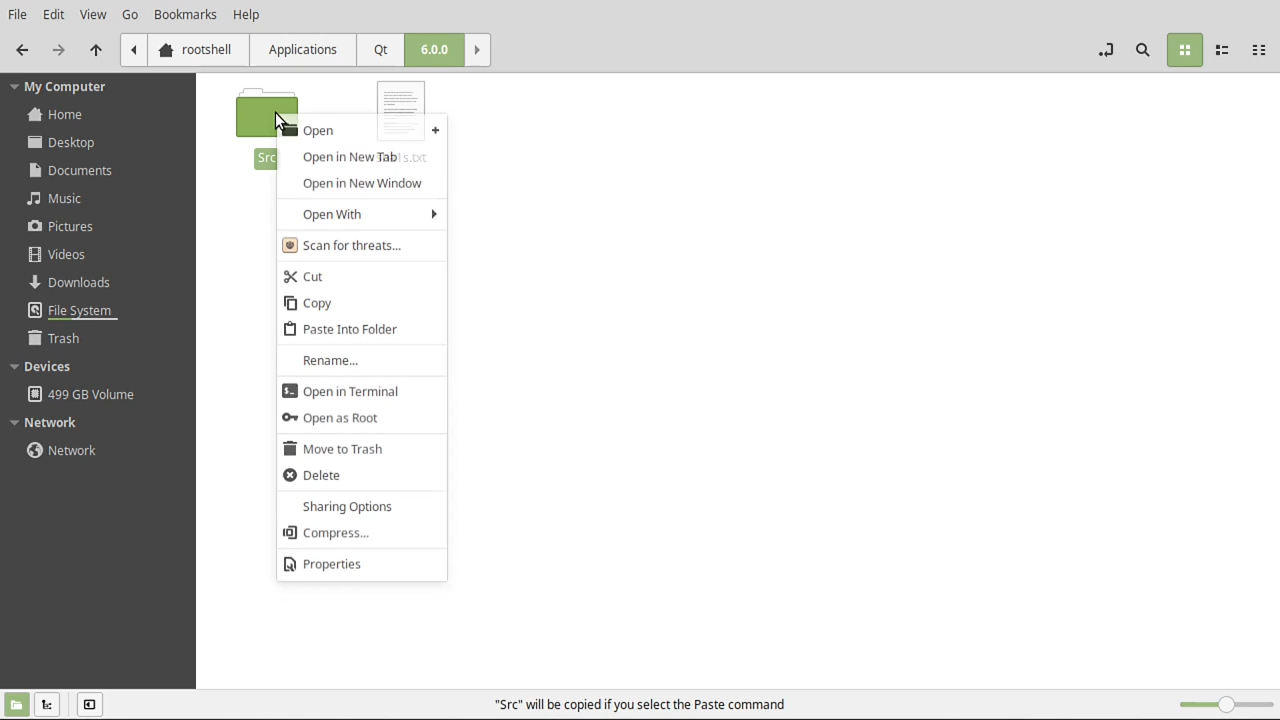 File Edit View Go Bookmarks Help
rootshell Applications Qt 6.0.0
My Computer
Home
Desktop
Documents
Music
Pictures
Videos
Downloads
File System
Trash
Devices
499 GB Volume
Network
Network
Src
Open +
Open in New Tab
Open in New Window
Open With
Scan for threats...
Cut
Copy
Paste Into Folder
Rename...
Open in Terminal
Open as Root
Move to Trash
Delete
Sharing Options
Compress...
Properties
"Src" will be copied if you select the Paste command